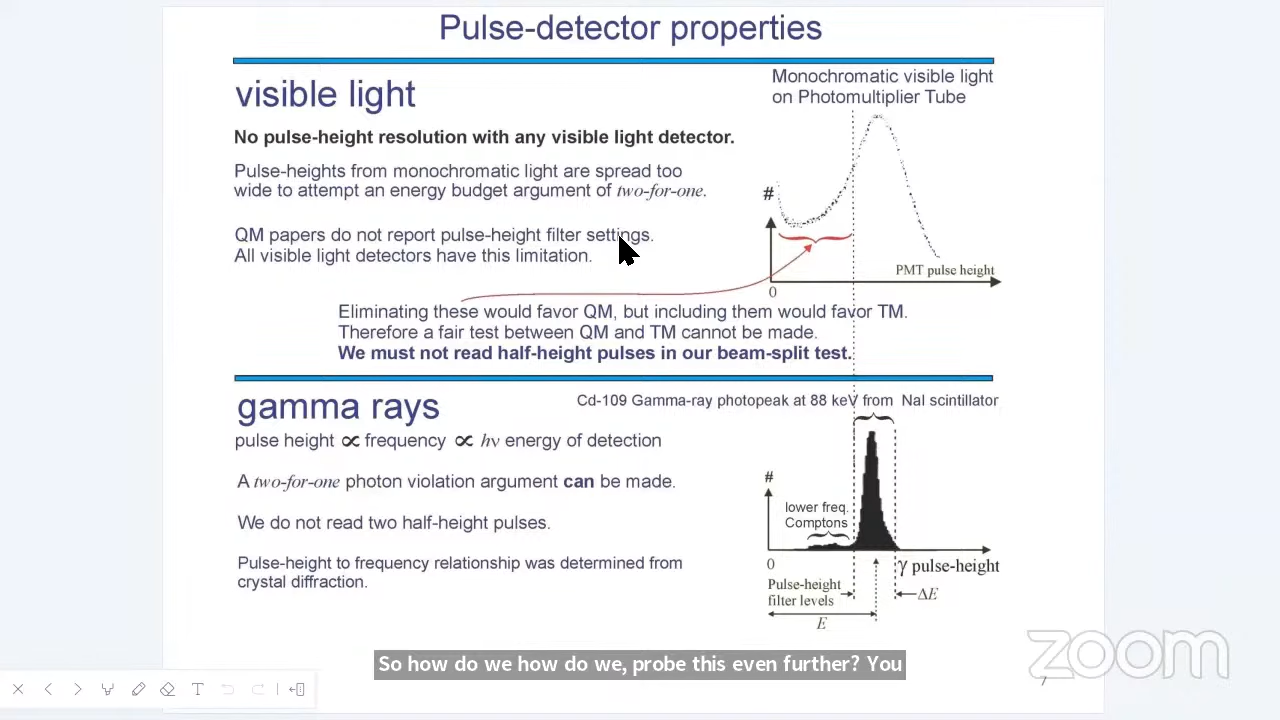 Pulse-detector properties
visible light
No pulse-height resolution with any visible light detector.
Pulse-heights from monochromatic light are spread too
wide to attempt an energy budget argument of two-for-one.
QM papers do not report pulse-height filter settings.
All visible light detectors have this limitation.
Monochromatic visible light
on Photomultiplier Tube
#
PMT pulse height
0
Eliminating these would favor QM, but including them would favor TM.
Therefore a fair test between QM and TM cannot be made.
We must not read half-height pulses in our beam-split test.
gamma rays
pulse height ∝ frequency ∝ hν energy of detection
A two-for-one photon violation argument can be made.
We do not read two half-height pulses.
Pulse-height to frequency relationship was determined from
crystal diffraction.
Cd-109 Gamma-ray photopeak at 88 keV from NaI scintillator
#
lower freq.
Comptons
0
γ pulse-height
Pulse-height
filter levels
ΔE
E
So how do we how do we, probe this even further? You
zoom
7
T